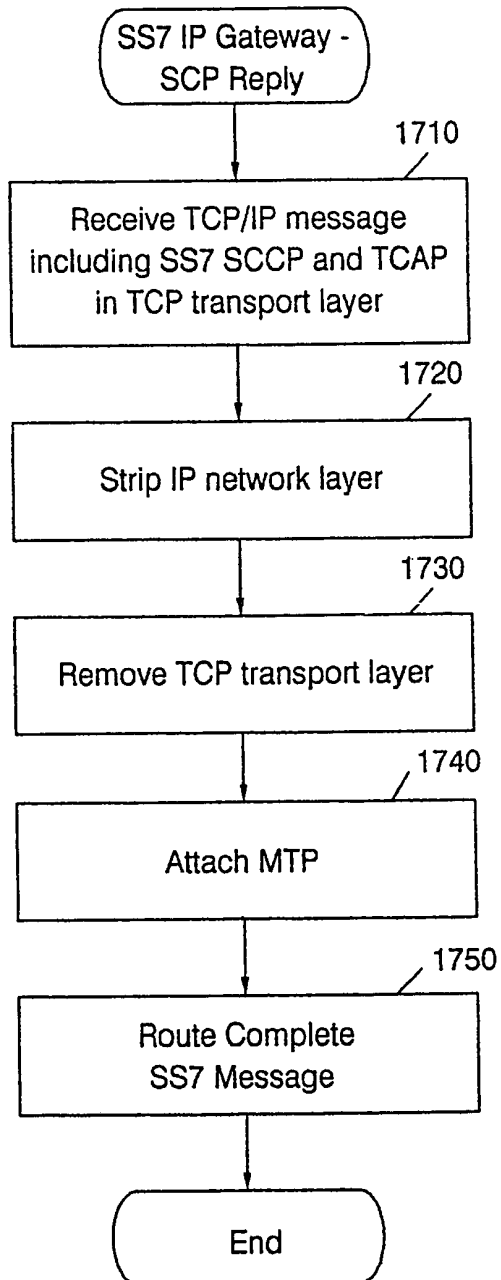 SS7 IP Gateway -
SCP Reply
1710
Receive TCP/IP message
including SS7 SCCP and TCAP
in TCP transport layer
1720
Strip IP network layer
1730
Remove TCP transport layer
1740
Attach MTP
1750
Route Complete
SS7 Message
End